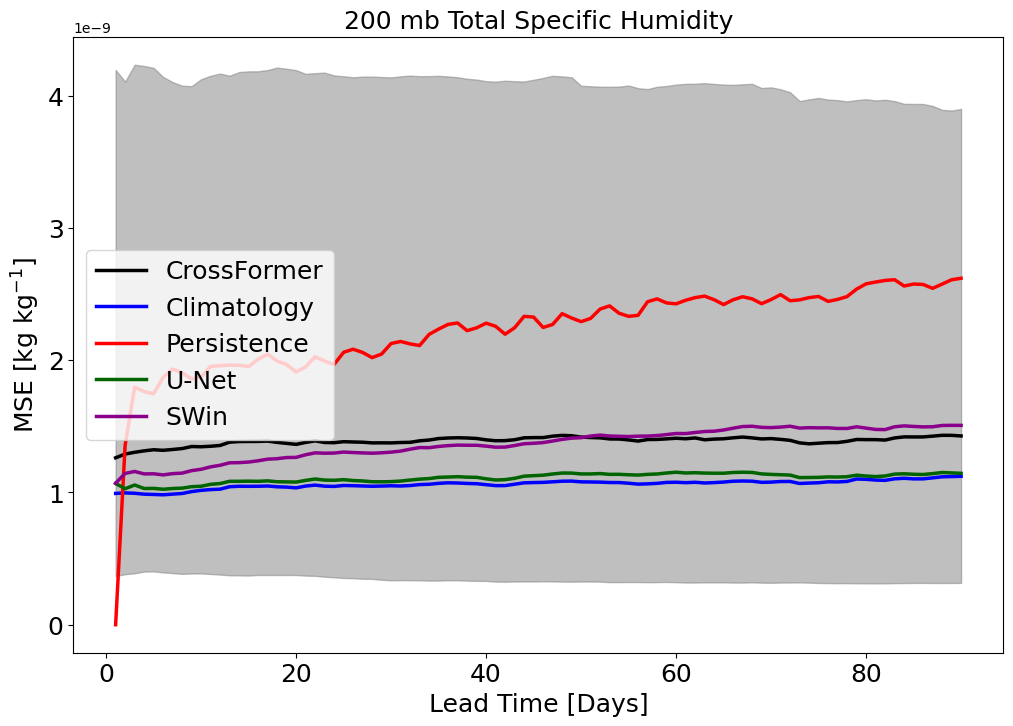 200 mb Total Specific Humidity
1e−9
4
3
2
1
0
MSE [kg kg⁻¹]
CrossFormer
Climatology
Persistence
U-Net
SWin
0 20 40 60 80
Lead Time [Days]